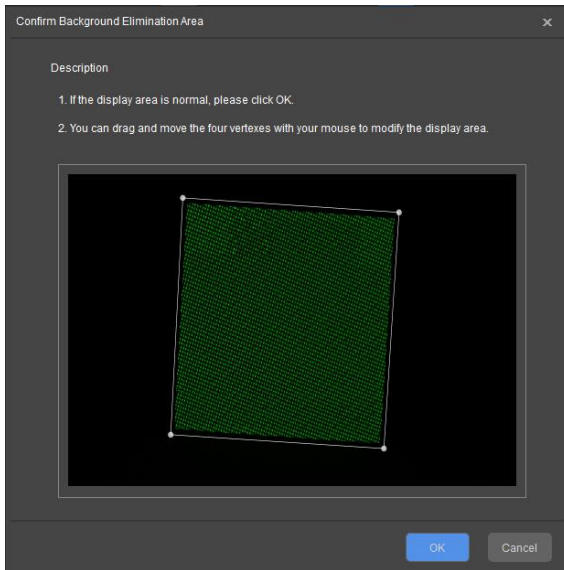 Confirm Background Elimination Area
Description
1. If the display area is normal, please click OK.
2. You can drag and move the four vertexes with your mouse to modify the display area.
OK
Cancel